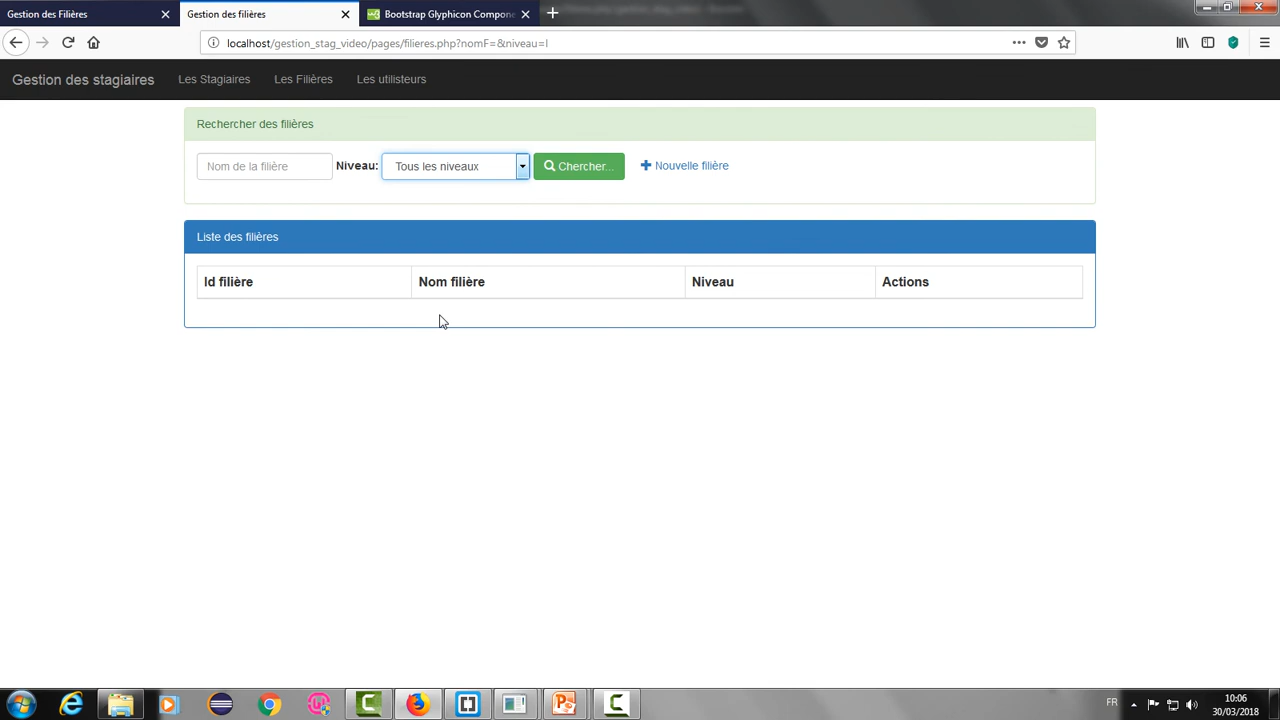 Gestion des Filières
Gestion des filières
Bootstrap Glyphicon Compone
localhost/gestion_stag_video/pages/filieres.php?nomF=&niveau=l
Gestion des stagiaires Les Stagiaires Les Filières Les utilisteurs
Rechercher des filières
Nom de la filière Niveau: Tous les niveaux Chercher... Nouvelle filière
Liste des filières
Id filière Nom filière Niveau Actions
FR 10:06
30/03/2018